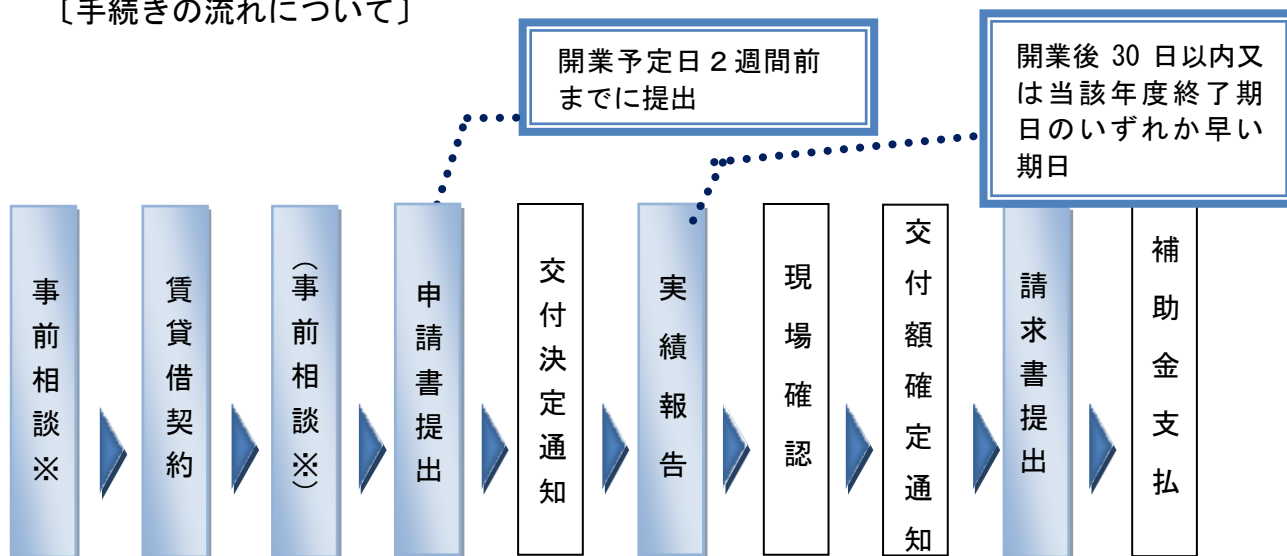 〔手続きの流れについて〕
開業予定日２週間前
までに提出
開業後 30 日以内又
は当該年度終了期
日のいずれか早い
期日
事前相談※
賃貸借契約
（事前相談※）
申請書提出
交付決定通知
実績報告
現場確認
交付額確定通知
請求書提出
補助金支払